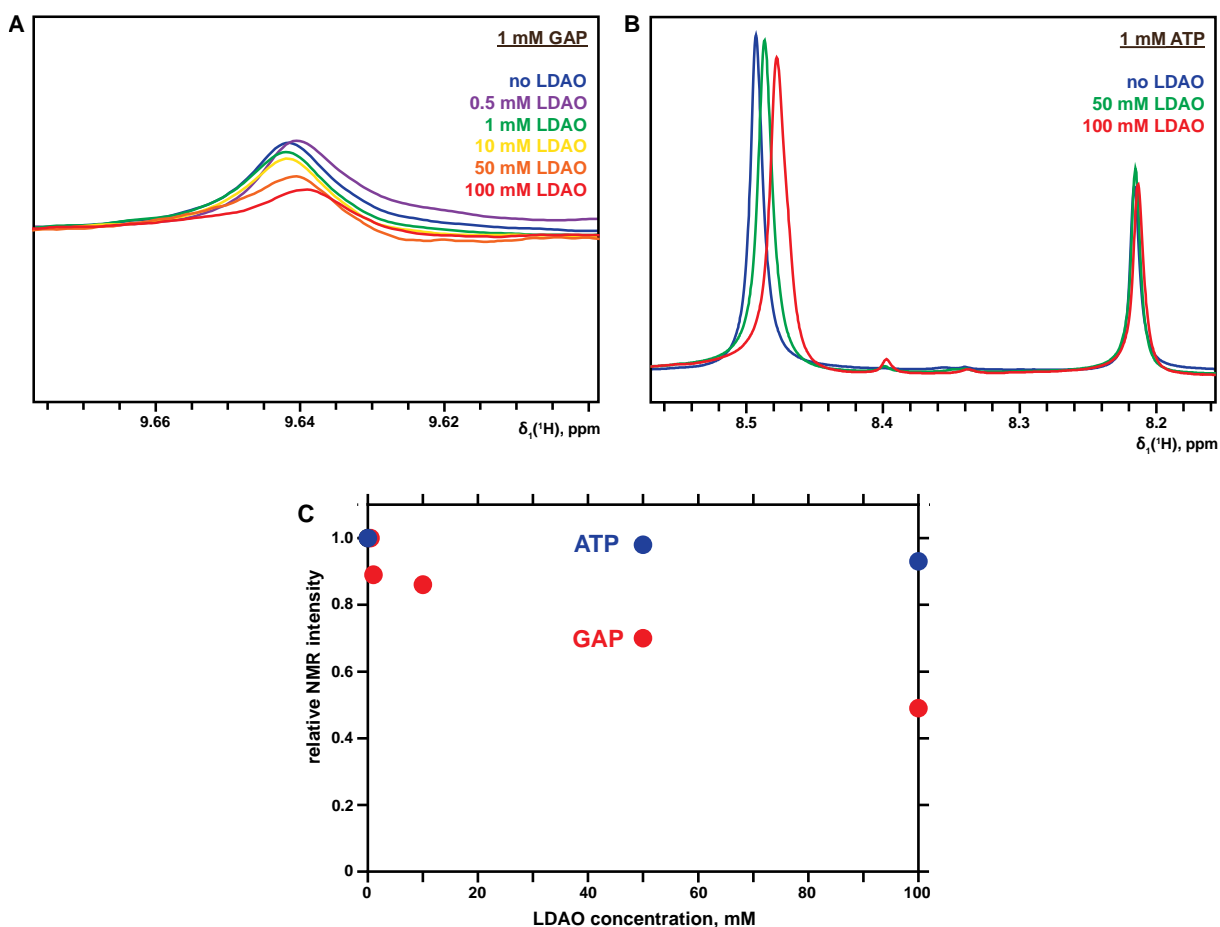 A
1 mM GAP
no LDAO
0.5 mM LDAO
1 mM LDAO
10 mM LDAO
50 mM LDAO
100 mM LDAO
9.66
9.64
9.62
δ₁(¹H), ppm
B
1 mM ATP
no LDAO
50 mM LDAO
100 mM LDAO
8.5
8.4
8.3
8.2
δ₁(¹H), ppm
C
relative NMR intensity
1.0
0.8
0.6
0.4
0.2
0
ATP
GAP
0
20
40
60
80
100
LDAO concentration, mM